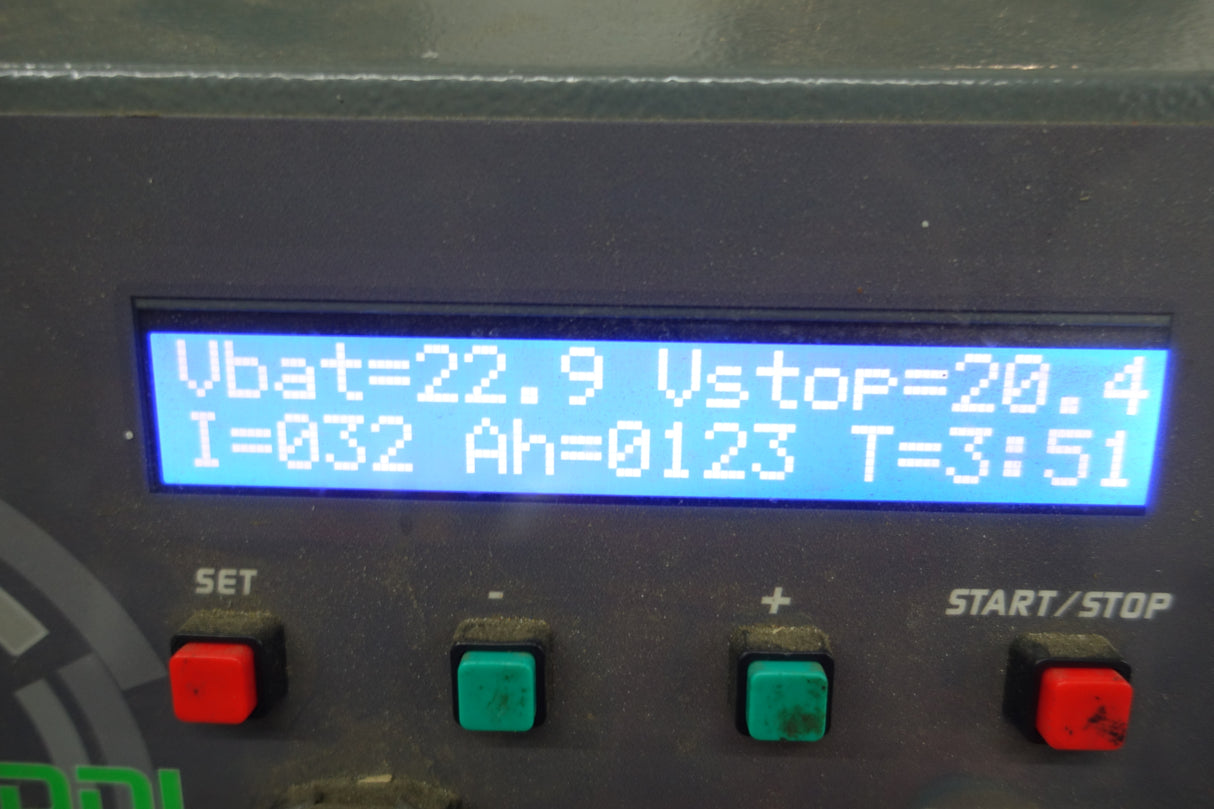 Vbat=22.9 Vstop=20.4
I=032 Ah=0123 T=3:51
SET
-
+
START/STOP